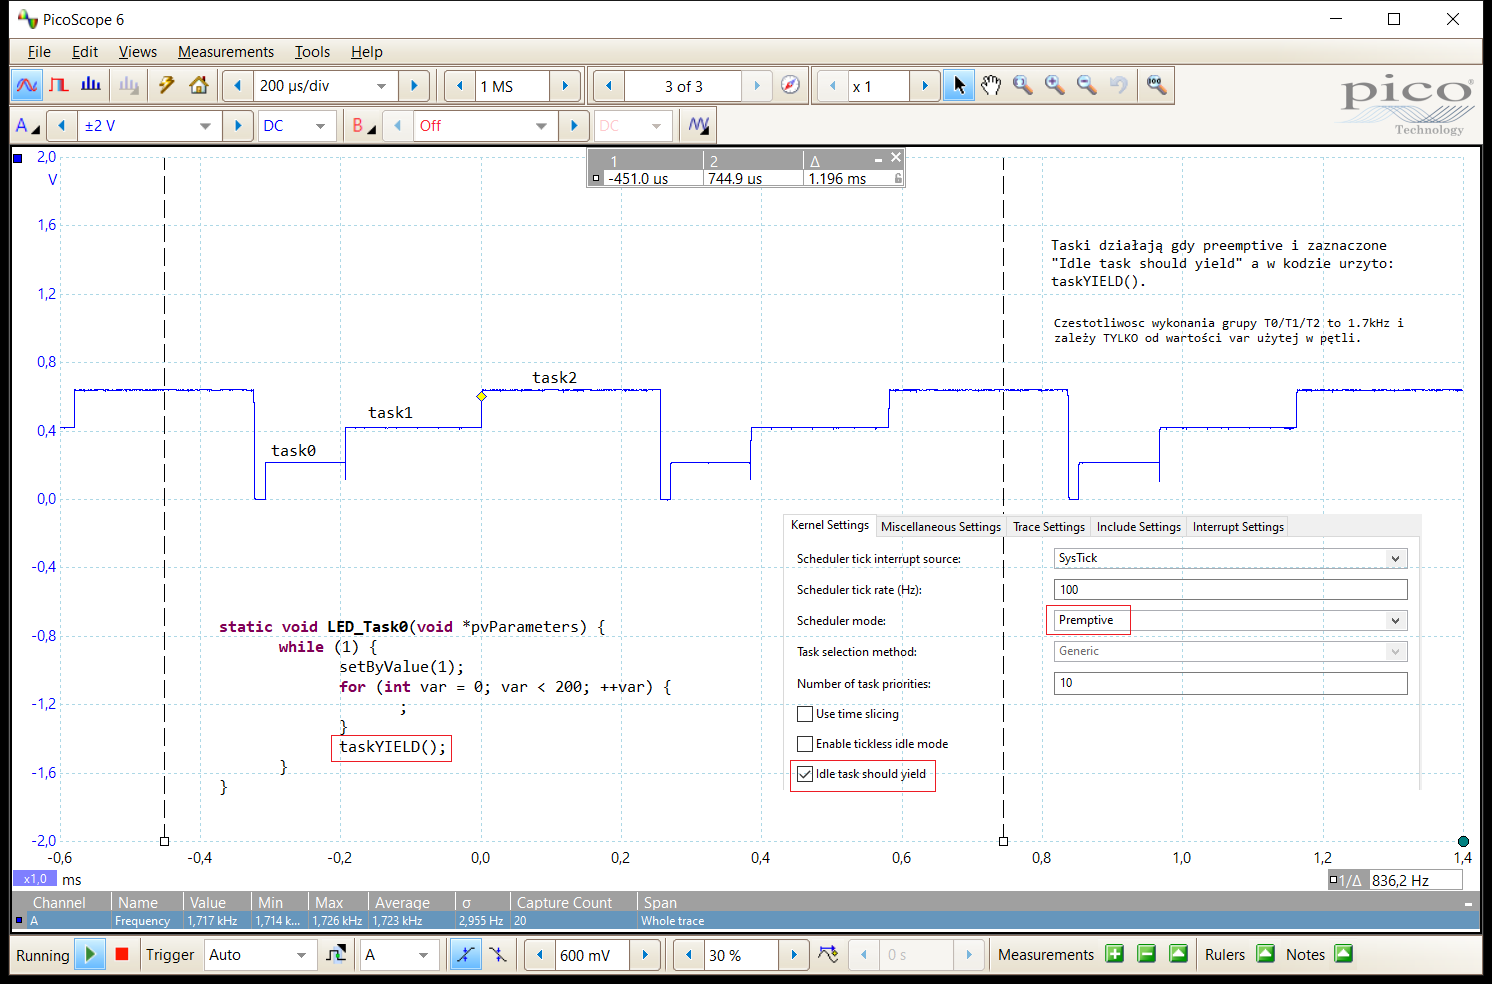 PicoScope 6
File Edit Views Measurements Tools Help
200 µs/div 1 MS 3 of 3 x 1
pico
Technology
A ±2 V DC B Off DC
1 2 Δ
-451.0 us 744.9 us 1.196 ms
2,0
V
1,6
1,2
0,8
0,4
0,0
-0,4
-0,8
-1,2
-1,6
-2,0
Taski działają gdy preemptive i zaznaczone
"Idle task should yield" a w kodzie urzyto:
taskYIELD().
Czestotliwosc wykonania grupy T0/T1/T2 to 1.7kHz i
zależy TYLKO od wartości var użytej w pętli.
task2
task1
task0
Kernel Settings Miscellaneous Settings Trace Settings Include Settings Interrupt Settings
Scheduler tick interrupt source: SysTick
Scheduler tick rate (Hz): 100
Scheduler mode: Premptive
Task selection method: Generic
Number of task priorities: 10
Use time slicing
Enable tickless idle mode
Idle task should yield
static void LED_Task0(void *pvParameters) {
while (1) {
setByValue(1);
for (int var = 0; var < 200; ++var) {
;
}
taskYIELD();
}
}
-0,6 -0,4 -0,2 0,0 0,2 0,4 0,6 0,8 1,0 1,2 1,4
x1,0 ms
1/Δ 836,2 Hz
Channel Name Value Min Max Average σ Capture Count Span
A Frequency 1,717 kHz 1,714 k... 1,726 kHz 1,723 kHz 2,955 Hz 20 Whole trace
Running Trigger Auto A 600 mV 30 % 0 s Measurements Rulers Notes